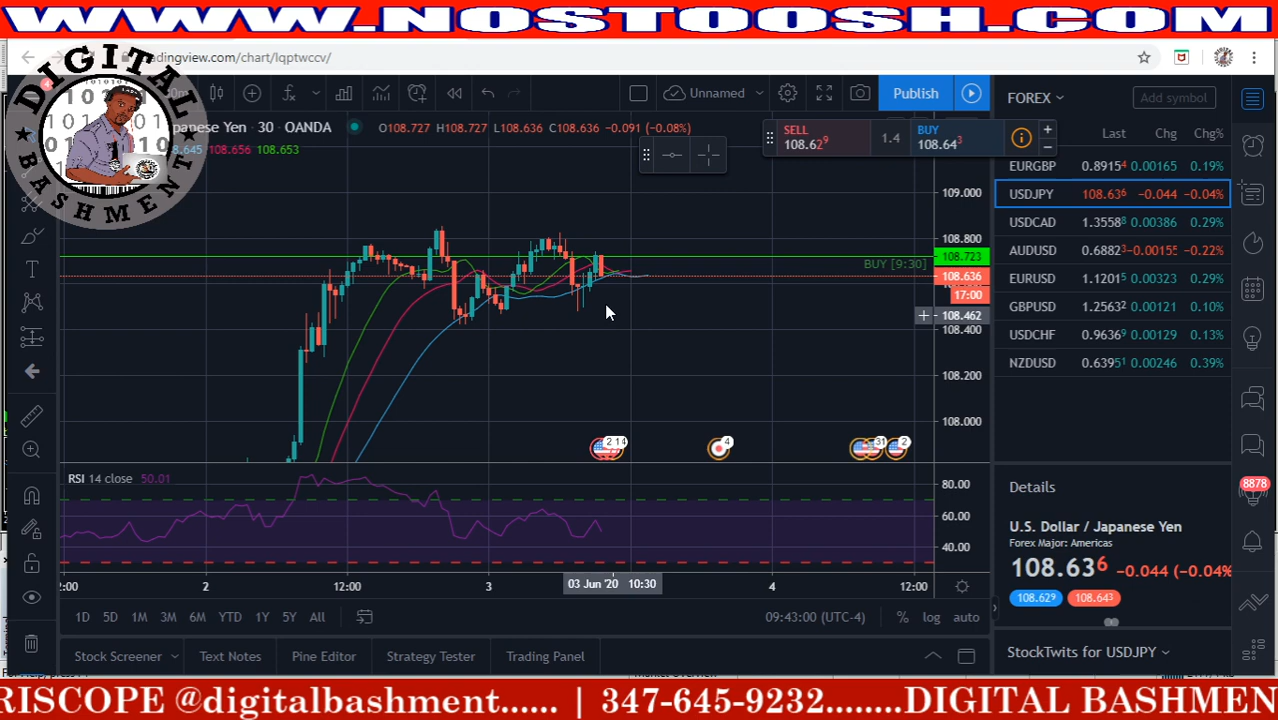 WWW.NOSTOOSH.COM
DIGITAL
BASHMENT
adingview.com/chart/lqptwccv/
Unnamed
Publish
FOREX
Add symbol
panese Yen · 30 · OANDA
O108.727 H108.727 L108.636 C108.636 −0.091 (−0.08%)
.645 108.656 108.653
SELL
108.629
1.4
BUY
108.643
Last Chg Chg%
EURGBP 0.89154 0.00165 0.19%
USDJPY 108.636 −0.044 −0.04%
USDCAD 1.35588 0.00386 0.29%
AUDUSD 0.68823 −0.00155 −0.22%
EURUSD 1.12015 0.00323 0.29%
GBPUSD 1.25632 0.00121 0.10%
USDCHF 0.96369 0.00129 0.13%
NZDUSD 0.63951 0.00246 0.39%
109.000
108.800
108.723
BUY [9:30]
108.636
17:00
108.462
108.400
108.200
108.000
2 14
4
31
2
RSI 14 close 50.01
80.00
60.00
40.00
2:00 2 12:00 3 03 Jun '20 10:30 4 12:00
1D 5D 1M 3M 6M YTD 1Y 5Y All
09:43:00 (UTC-4) % log auto
Stock Screener Text Notes Pine Editor Strategy Tester Trading Panel
Details
8878
U.S. Dollar / Japanese Yen
Forex Major: Americas
108.636 −0.044 (−0.04%
108.629 108.643
StockTwits for USDJPY
RISCOPE @digitalbashment...... | 347-645-9232........DIGITAL BASHMEN